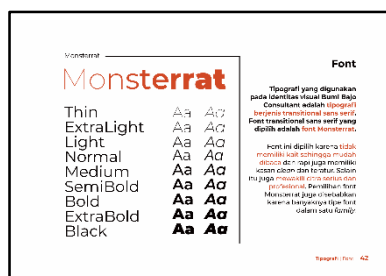 Monsterrat
Monsterrat
Thin Aa Aa
ExtraLight Aa Aa
Light Aa Aa
Normal Aa Aa
Medium Aa Aa
SemiBold Aa Aa
Bold Aa Aa
ExtraBold Aa Aa
Black Aa Aa
Font
Tipografi yang digunakan
pada identitas visual Bumi Bajo
Consultant adalah tipografi
berjenis transitional sans serif.
Font transitional sans serif yang
dipilih adalah font Monserrat.
Font ini dipilih karena tidak
memiliki kait sehingga mudah
dibaca dan rapi juga memiliki
kesan clean dan teratur. Selain
itu juga mewakili citra serius dan
profesional. Pemilihan font
Monserrat juga disebabkan
karena banyaknya tipe font
dalam satu family.
Tipografi | Font 42